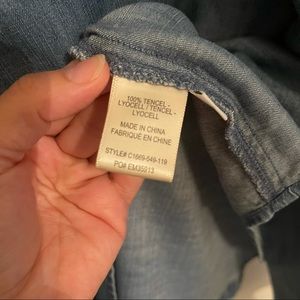 100% TENCEL -
LYOCELL / TENCEL -
LYOCELL
MADE IN CHINA
FABRIQUÉ EN CHINE
STYLE# C1669-549-119
PO# EM35913